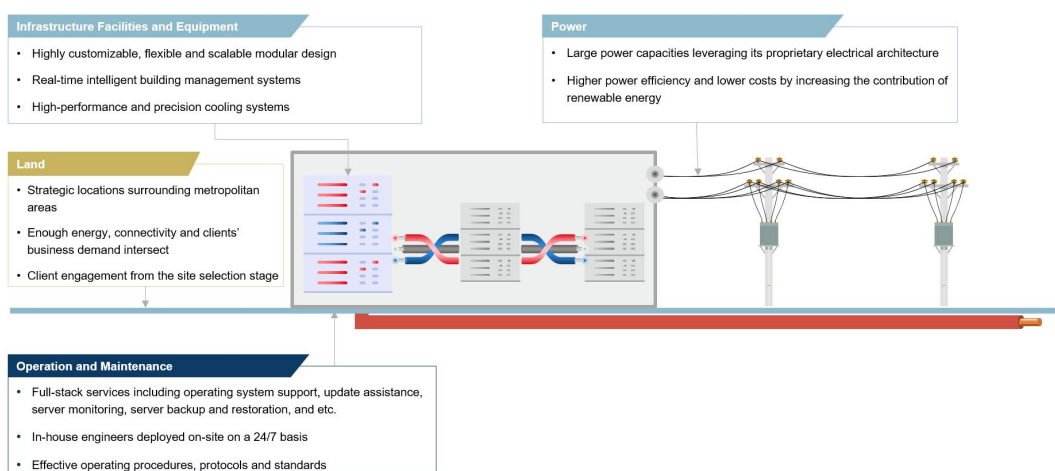 Infrastructure Facilities and Equipment
• Highly customizable, flexible and scalable modular design
• Real-time intelligent building management systems
• High-performance and precision cooling systems
Power
• Large power capacities leveraging its proprietary electrical architecture
• Higher power efficiency and lower costs by increasing the contribution of
renewable energy
Land
• Strategic locations surrounding metropolitan
areas
• Enough energy, connectivity and clients’
business demand intersect
• Client engagement from the site selection stage
Operation and Maintenance
• Full-stack services including operating system support, update assistance,
server monitoring, server backup and restoration, and etc.
• In-house engineers deployed on-site on a 24/7 basis
• Effective operating procedures, protocols and standards